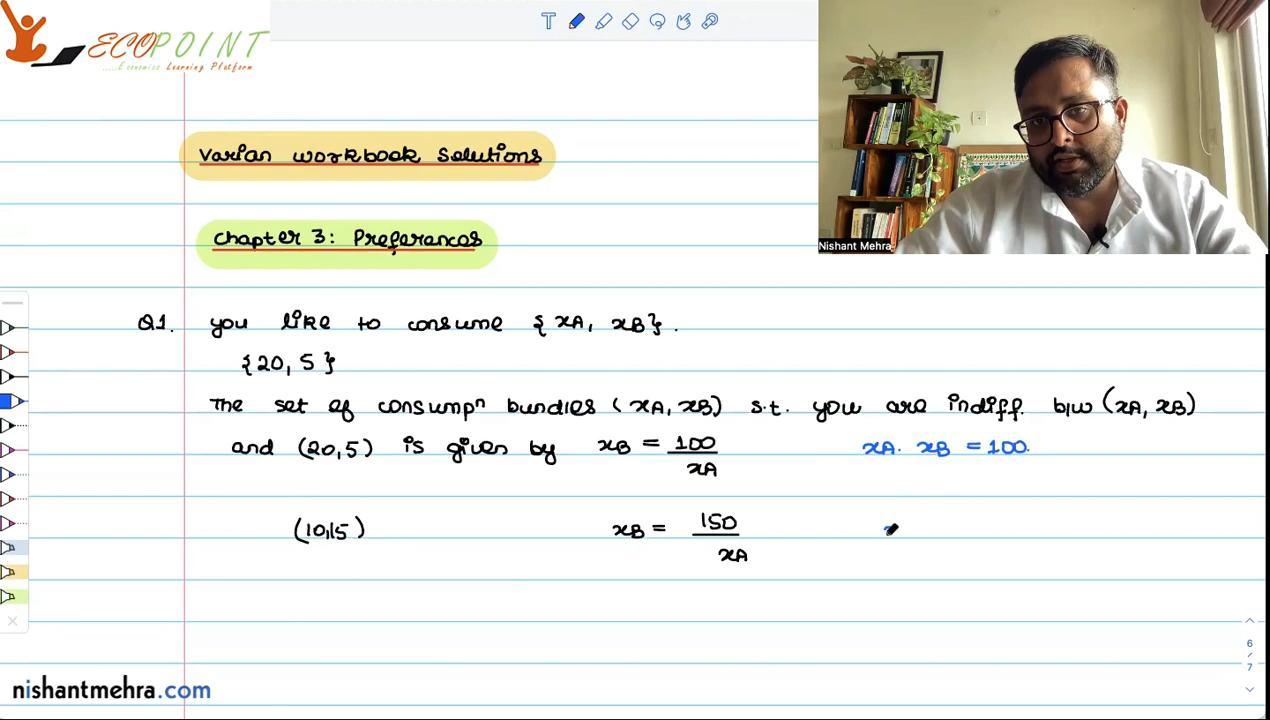 ECOPOINT
.....Economics Learning Platform
Varian workbook Solutions
Chapter 3: Preferences
Nishant Mehra
Q1. you like to consume {xA, xB}.
{20, 5}
The set of consumpⁿ bundles (xA, xB) s.t. you are indiff. b/w (xA, xB)
and (20,5) is given by xB = 100/xA xA. xB = 100.
(10,15) xB = 150/xA
6
7
nishantmehra.com